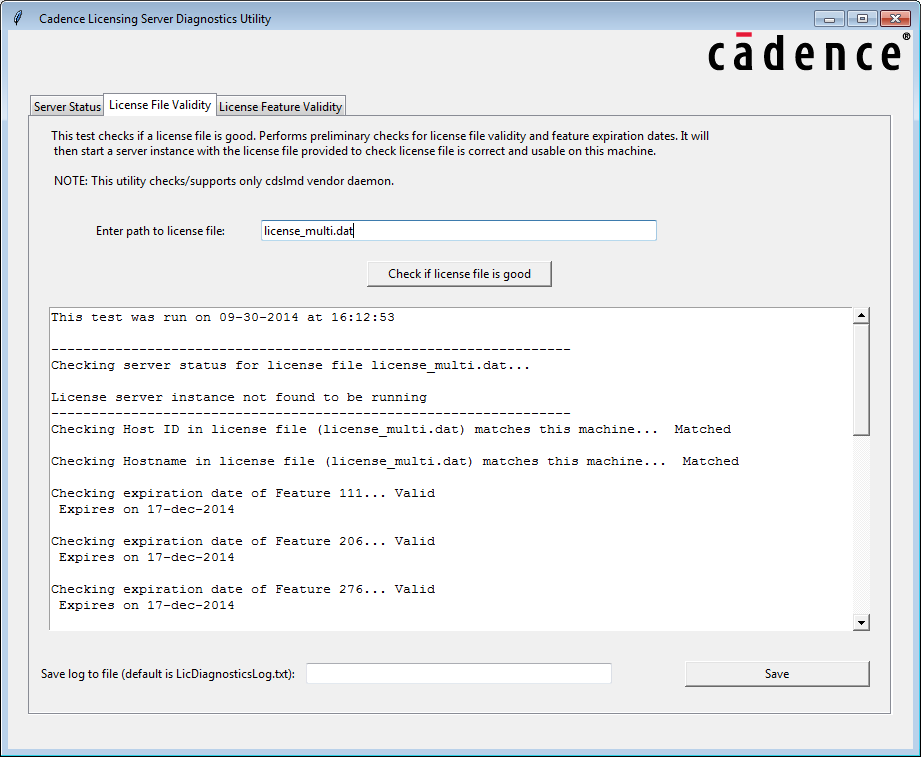 Cadence Licensing Server Diagnostics Utility
cādence®
Server Status
License File Validity
License Feature Validity
This test checks if a license file is good. Performs preliminary checks for license file validity and feature expiration dates. It will
then start a server instance with the license file provided to check license file is correct and usable on this machine.
NOTE: This utility checks/supports only cdslmd vendor daemon.
Enter path to license file:
license_multi.dat
Check if license file is good
This test was run on 09-30-2014 at 16:12:53
-----------------------------------------------------------------
Checking server status for license file license_multi.dat...
License server instance not found to be running
-----------------------------------------------------------------
Checking Host ID in license file (license_multi.dat) matches this machine...  Matched
Checking Hostname in license file (license_multi.dat) matches this machine...  Matched
Checking expiration date of Feature 111... Valid
Expires on 17-dec-2014
Checking expiration date of Feature 206... Valid
Expires on 17-dec-2014
Checking expiration date of Feature 276... Valid
Expires on 17-dec-2014
Save log to file (default is LicDiagnosticsLog.txt):
Save